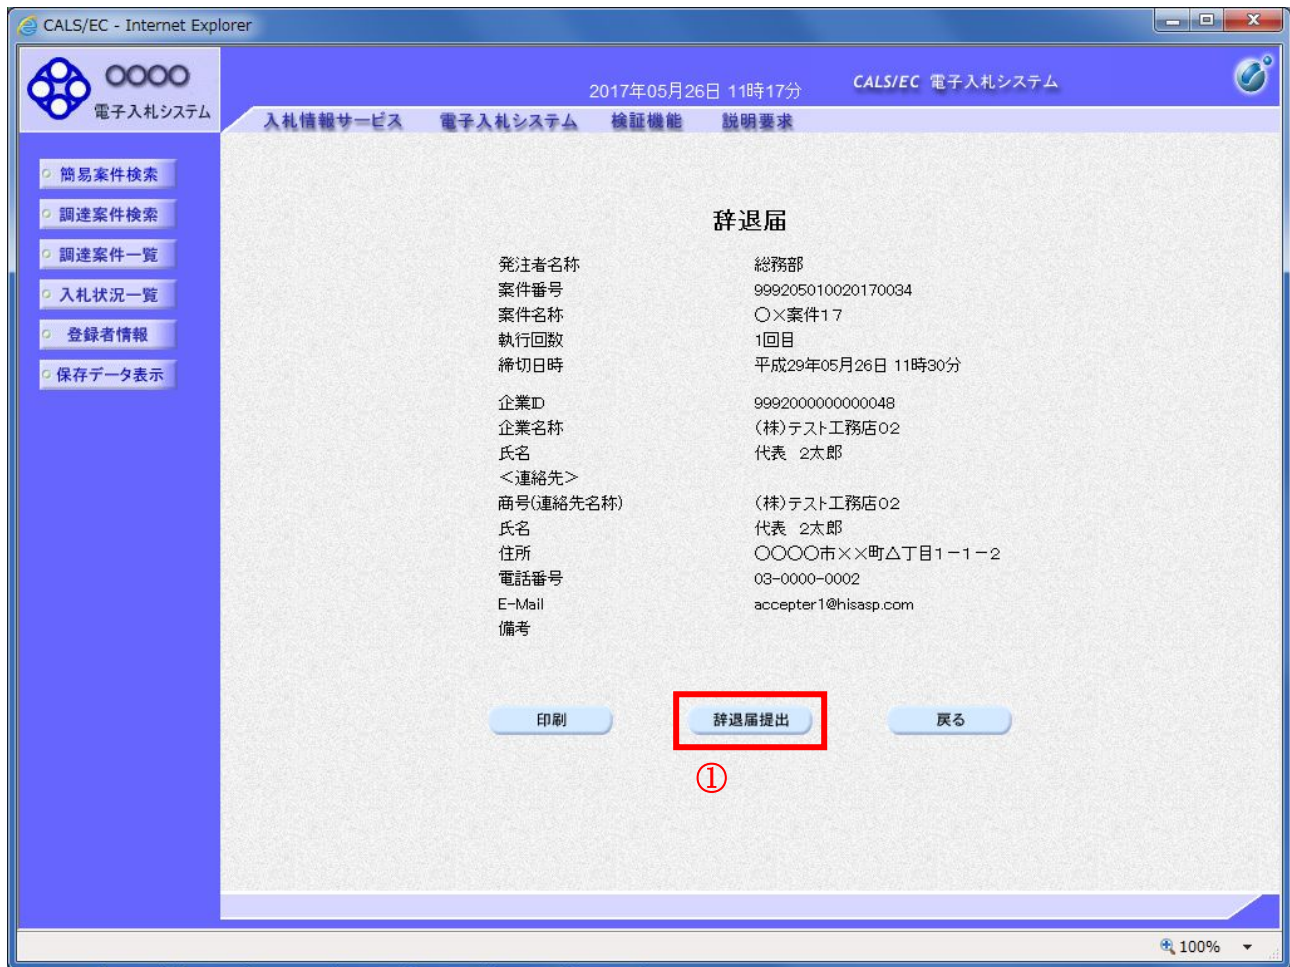 CALS/EC - Internet Explorer
〇〇〇〇
電子入札システム
2017年05月26日 11時17分
CALS/EC 電子入札システム
入札情報サービス 電子入札システム 検証機能 説明要求
簡易案件検索
調達案件検索
調達案件一覧
入札状況一覧
登録者情報
保存データ表示
辞退届
発注者名称 総務部
案件番号 999205010020170034
案件名称 〇×案件17
執行回数 1回目
締切日時 平成29年05月26日 11時30分
企業ID 9992000000000048
企業名称 (株)テスト工務店02
氏名 代表 2太郎
<連絡先>
商号(連絡先名称) (株)テスト工務店02
氏名 代表 2太郎
住所 〇〇〇〇市××町△丁目1-1-2
電話番号 03-0000-0002
E-Mail accepter1@hisasp.com
備考
印刷 辞退届提出 戻る
①
100%